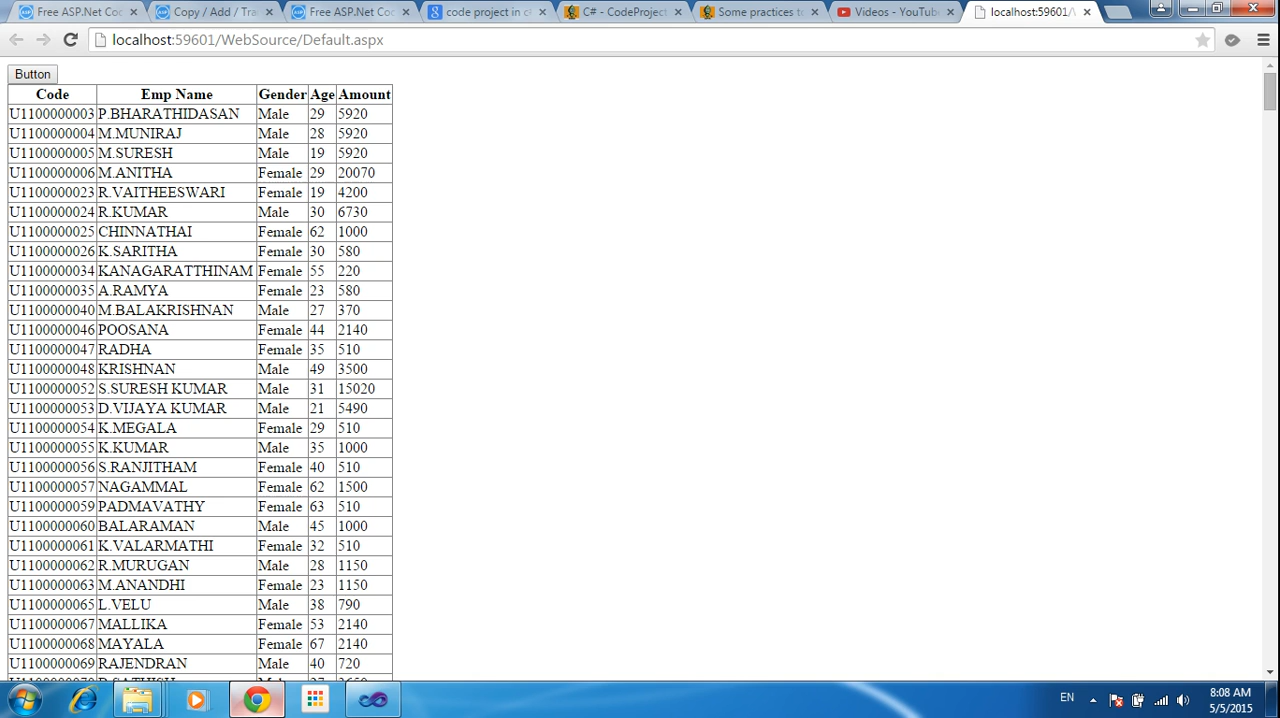 Free ASP.Net Coc
Copy / Add / Tra
Free ASP.Net Coc
code project in c#
C# - CodeProject
Some practices to
Videos - YouTube
localhost:59601/
localhost:59601/WebSource/Default.aspx
Button
Code Emp Name Gender Age Amount
U1100000003 P.BHARATHIDASAN Male 29 5920
U1100000004 M.MUNIRAJ Male 28 5920
U1100000005 M.SURESH Male 19 5920
U1100000006 M.ANITHA Female 29 20070
U1100000023 R.VAITHEESWARI Female 19 4200
U1100000024 R.KUMAR Male 30 6730
U1100000025 CHINNATHAI Female 62 1000
U1100000026 K.SARITHA Female 30 580
U1100000034 KANAGARATTHINAM Female 55 220
U1100000035 A.RAMYA Female 23 580
U1100000040 M.BALAKRISHNAN Male 27 370
U1100000046 POOSANA Female 44 2140
U1100000047 RADHA Female 35 510
U1100000048 KRISHNAN Male 49 3500
U1100000052 S.SURESH KUMAR Male 31 15020
U1100000053 D.VIJAYA KUMAR Male 21 5490
U1100000054 K.MEGALA Female 29 510
U1100000055 K.KUMAR Male 35 1000
U1100000056 S.RANJITHAM Female 40 510
U1100000057 NAGAMMAL Female 62 1500
U1100000059 PADMAVATHY Female 63 510
U1100000060 BALARAMAN Male 45 1000
U1100000061 K.VALARMATHI Female 32 510
U1100000062 R.MURUGAN Male 28 1150
U1100000063 M.ANANDHI Female 23 1150
U1100000065 L.VELU Male 38 790
U1100000067 MALLIKA Female 53 2140
U1100000068 MAYALA Female 67 2140
U1100000069 RAJENDRAN Male 40 720
EN
8:08 AM
5/5/2015